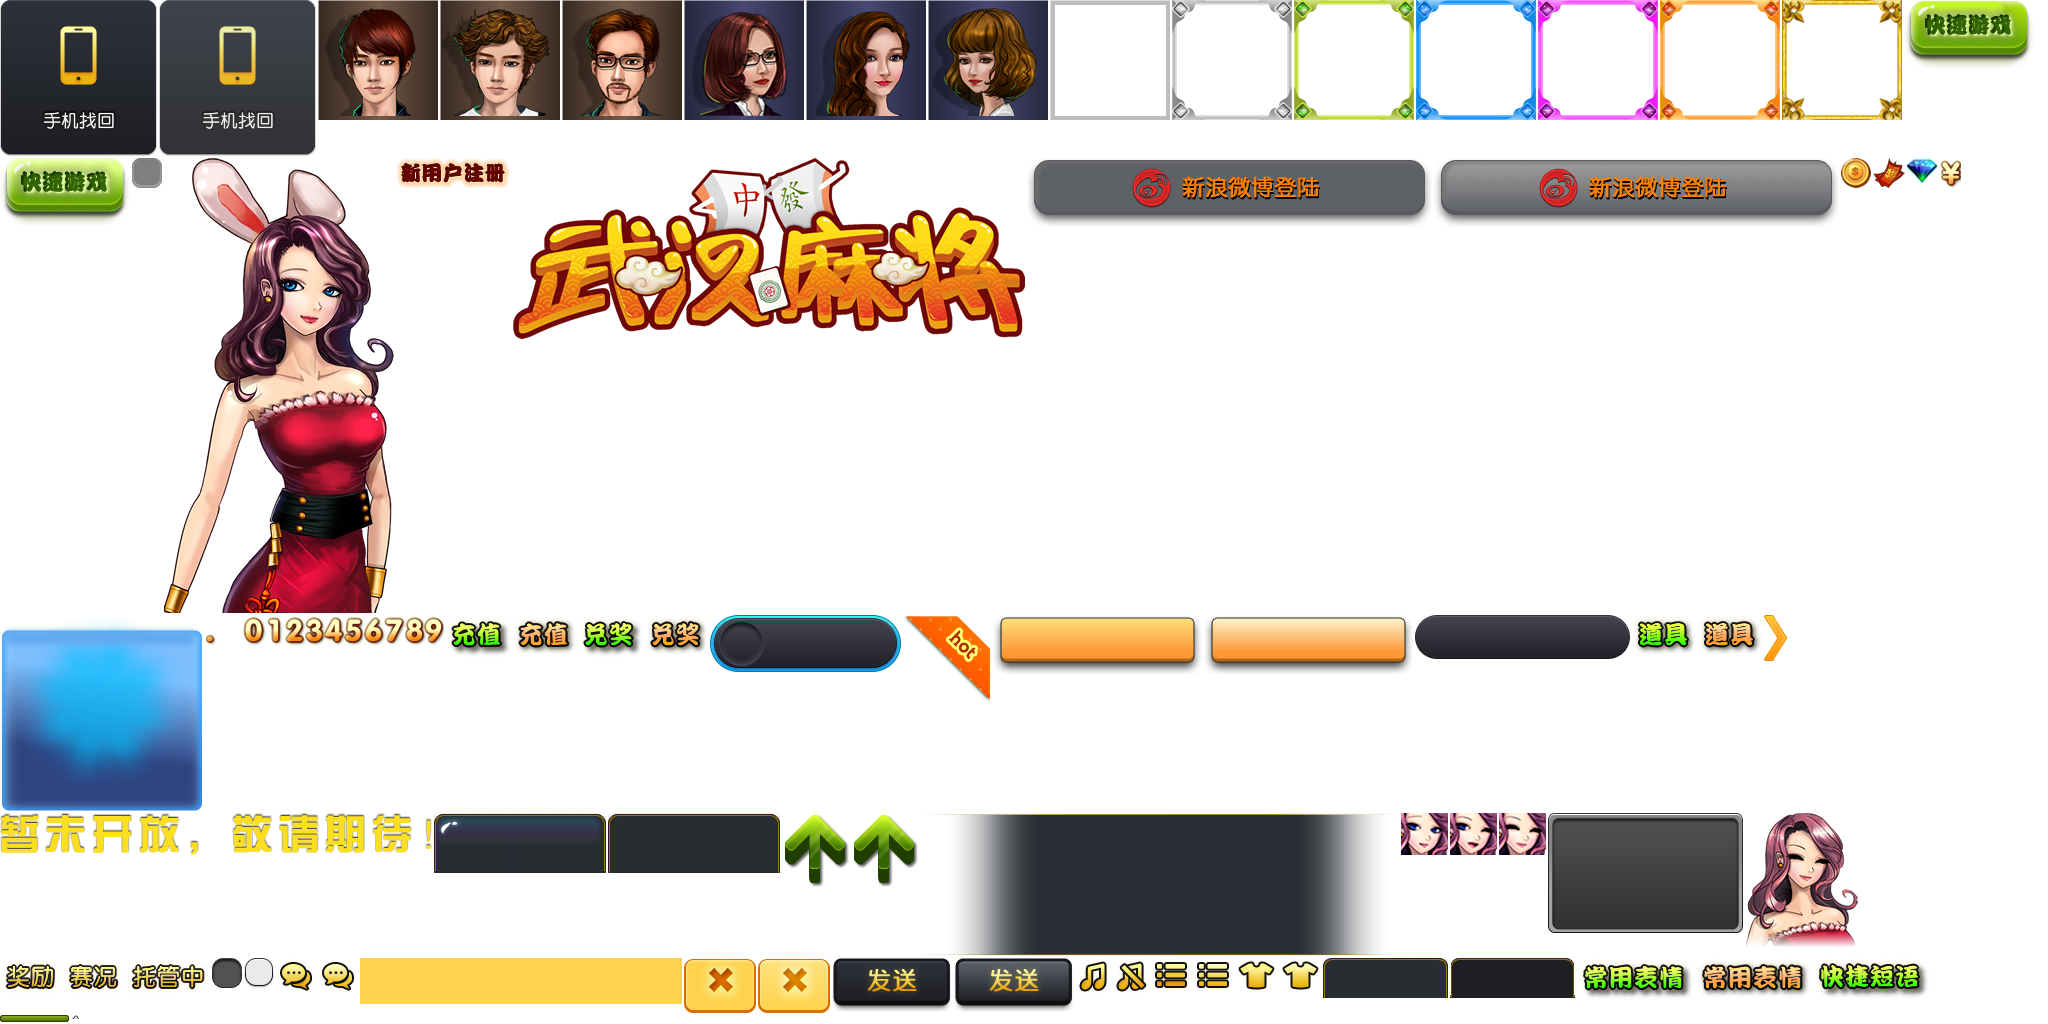 手机找回
手机找回
快速游戏
快速游戏
新用户注册
中 發
武汉麻将
新浪微博登陆
新浪微博登陆
¥
. 0123456789
充值
充值
兑奖
兑奖
hot
道具
道具
暂未开放，敬请期待!
奖励
赛况
托管中
发送
发送
常用表情
常用表情
快捷短语